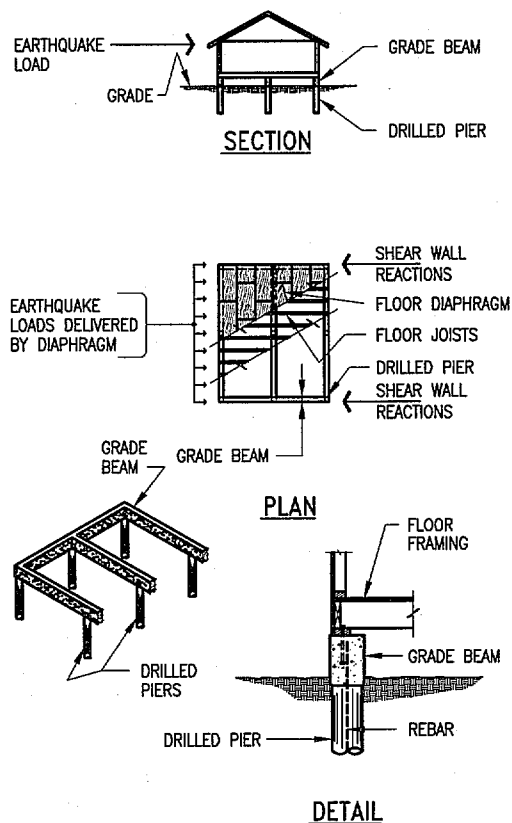 EARTHQUAKE
LOAD
GRADE
GRADE BEAM
DRILLED PIER
SECTION
EARTHQUAKE
LOADS DELIVERED
BY DIAPHRAGM
SHEAR WALL
REACTIONS
FLOOR DIAPHRAGM
FLOOR JOISTS
DRILLED PIER
SHEAR WALL
REACTIONS
GRADE BEAM
PLAN
GRADE
BEAM
DRILLED
PIERS
FLOOR
FRAMING
GRADE BEAM
DRILLED PIER
REBAR
DETAIL